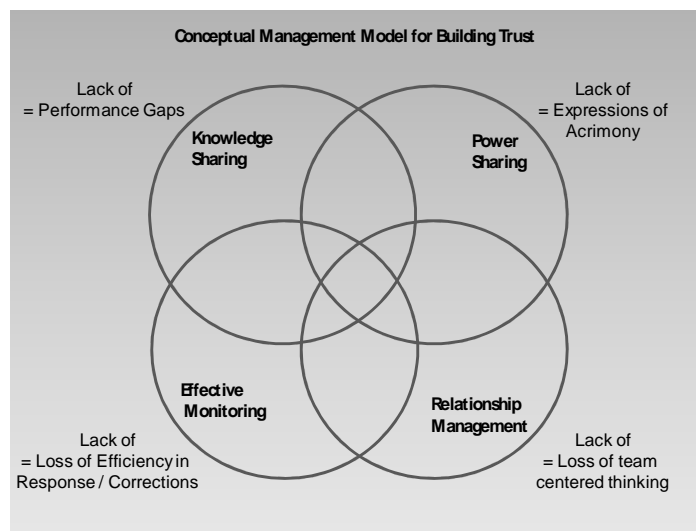 Conceptual Management Model for Building Trust
Lack of
= Performance Gaps
Lack of
= Expressions of
Acrimony
Knowledge
Sharing
Power
Sharing
Effective
Monitoring
Relationship
Management
Lack of
= Loss of Efficiency in
Response / Corrections
Lack of
= Loss of team
centered thinking